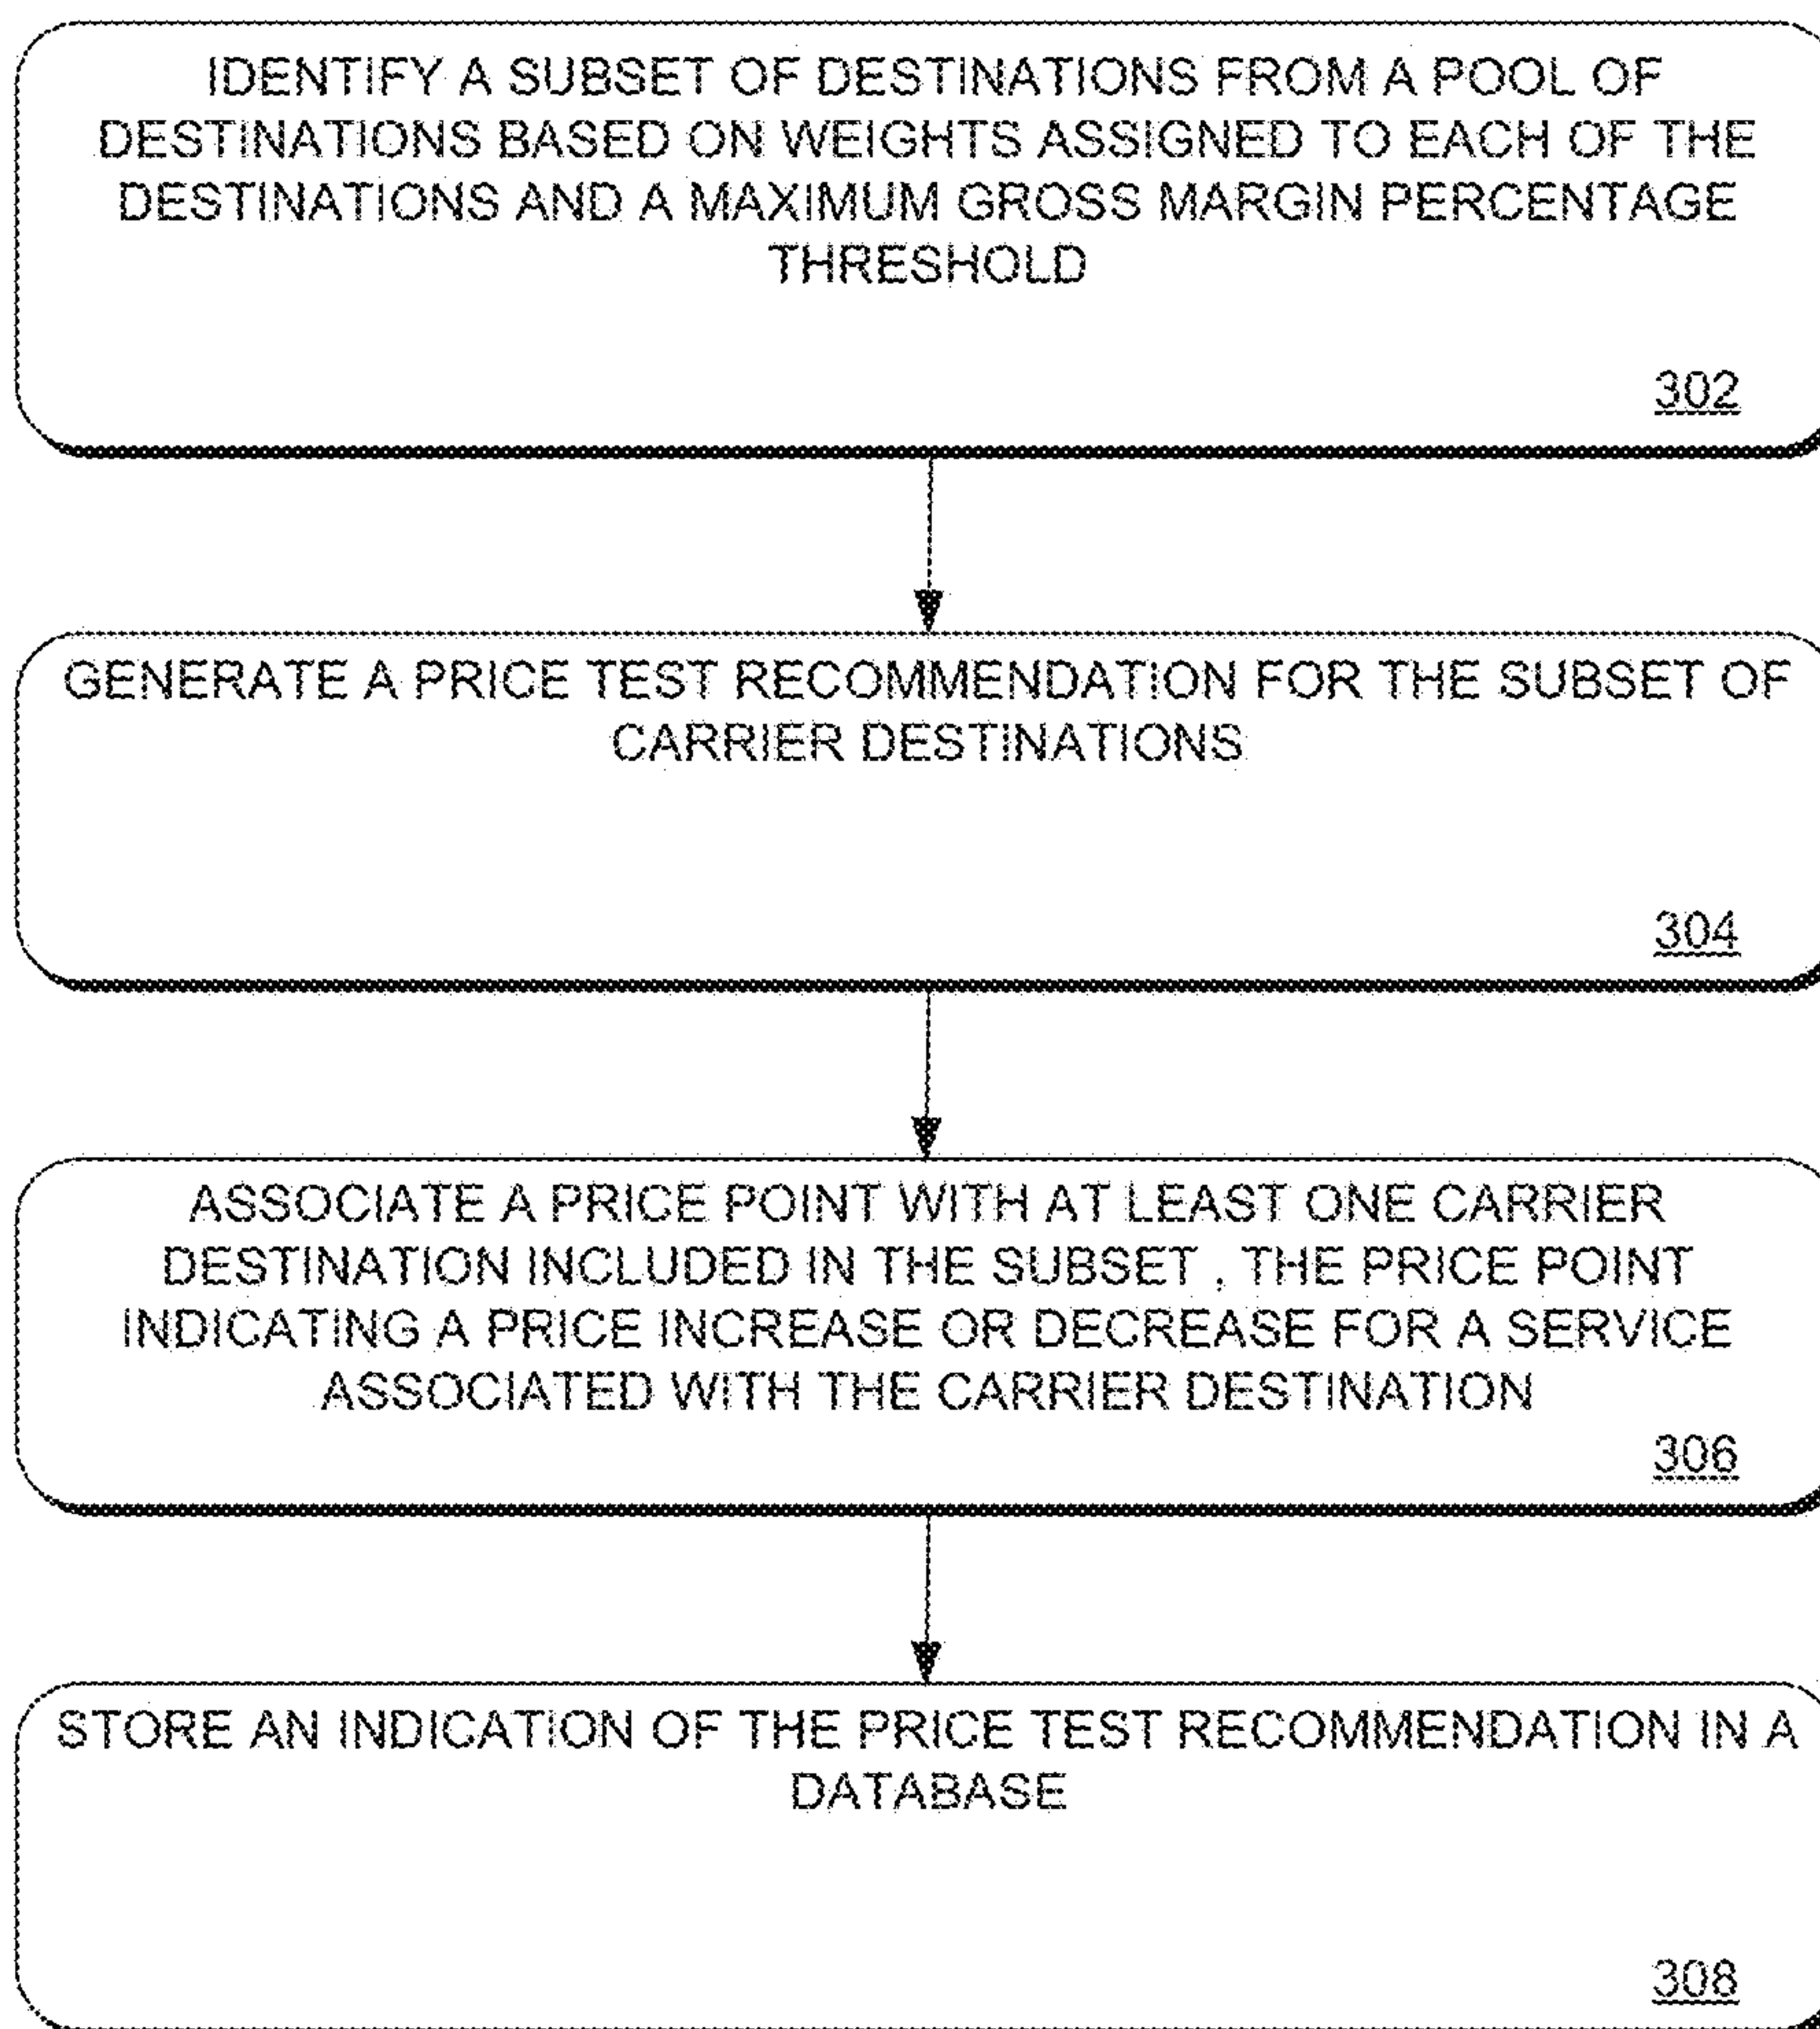 IDENTIFY A SUBSET OF DESTINATIONS FROM A POOL OF
DESTINATIONS BASED ON WEIGHTS ASSIGNED TO EACH OF THE
DESTINATIONS AND A MAXIMUM GROSS MARGIN PERCENTAGE
THRESHOLD
302
GENERATE A PRICE TEST RECOMMENDATION FOR THE SUBSET OF
CARRIER DESTINATIONS
304
ASSOCIATE A PRICE POINT WITH AT LEAST ONE CARRIER
DESTINATION INCLUDED IN THE SUBSET , THE PRICE POINT
INDICATING A PRICE INCREASE OR DECREASE FOR A SERVICE
ASSOCIATED WITH THE CARRIER DESTINATION
306
STORE AN INDICATION OF THE PRICE TEST RECOMMENDATION IN A
DATABASE
308